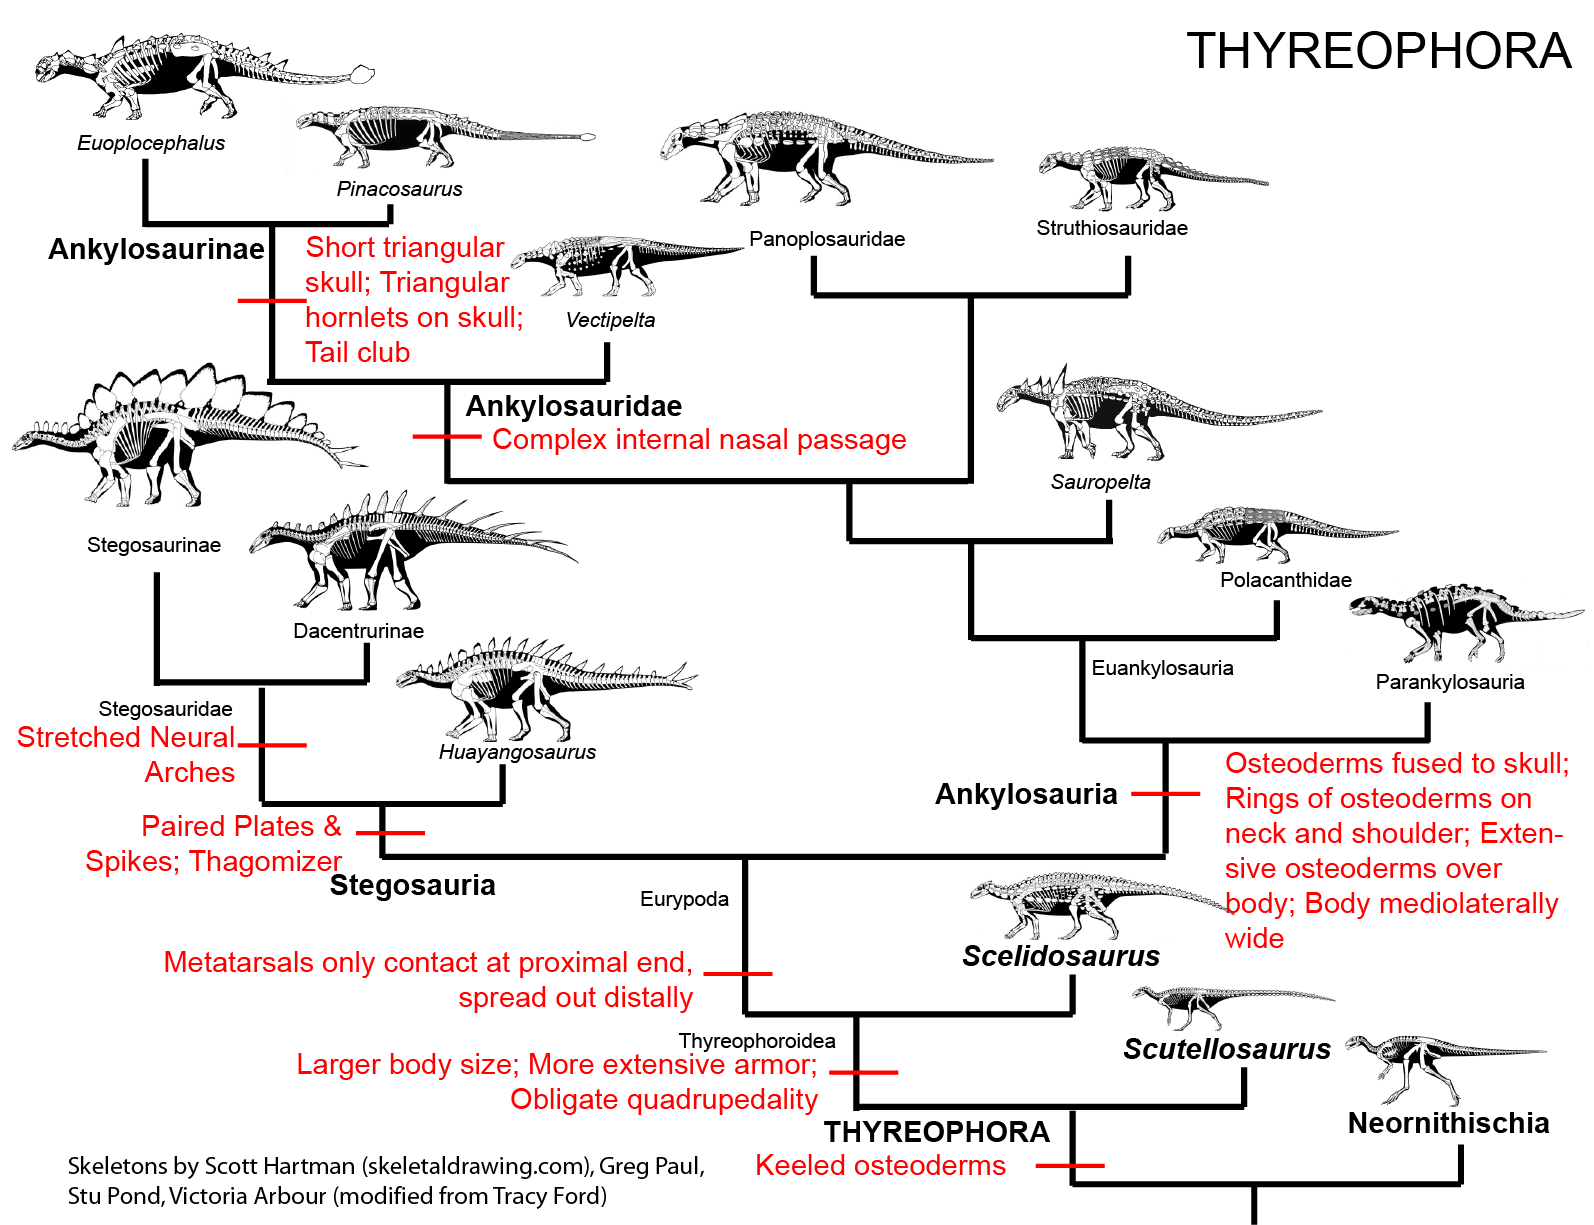 THYREOPHORA
Euoplocephalus
Pinacosaurus
Ankylosaurinae
Short triangular
skull; Triangular
hornlets on skull;
Tail club
Vectipelta
Panoplosauridae
Struthiosauridae
Ankylosauridae
Complex internal nasal passage
Sauropelta
Stegosaurinae
Dacentrurinae
Polacanthidae
Euankylosauria
Parankylosauria
Stegosauridae
Stretched Neural
Arches
Huayangosaurus
Ankylosauria
Osteoderms fused to skull;
Rings of osteoderms on
neck and shoulder; Exten-
sive osteoderms over
body; Body mediolaterally
wide
Paired Plates &
Spikes; Thagomizer
Stegosauria
Eurypoda
Scelidosaurus
Metatarsals only contact at proximal end,
spread out distally
Thyreophoroidea
Scutellosaurus
Larger body size; More extensive armor;
Obligate quadrupedality
THYREOPHORA
Neornithischia
Keeled osteoderms
Skeletons by Scott Hartman (skeletaldrawing.com), Greg Paul,
Stu Pond, Victoria Arbour (modified from Tracy Ford)